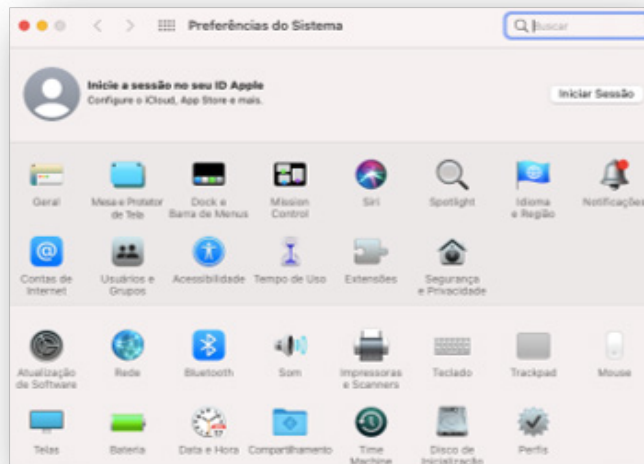 Preferências do Sistema
Buscar
Inicie a sessão no seu ID Apple
Configure o iCloud, App Store e mais.
Iniciar Sessão
Geral
Mesa e Protetor
de Tela
Dock e
Barra de Menus
Mission
Control
Siri
Spotlight
Idioma
e Região
Notificações
Contas de
Internet
Usuários e
Grupos
Acessibilidade
Tempo de Uso
Extensões
Segurança
e Privacidade
Atualização
de Software
Rede
Bluetooth
Som
Impressoras
e Scanners
Teclado
Trackpad
Mouse
Telas
Bateria
Data e Hora
Compartilhamento
Time
Machine
Disco de
Inicialização
Perfis